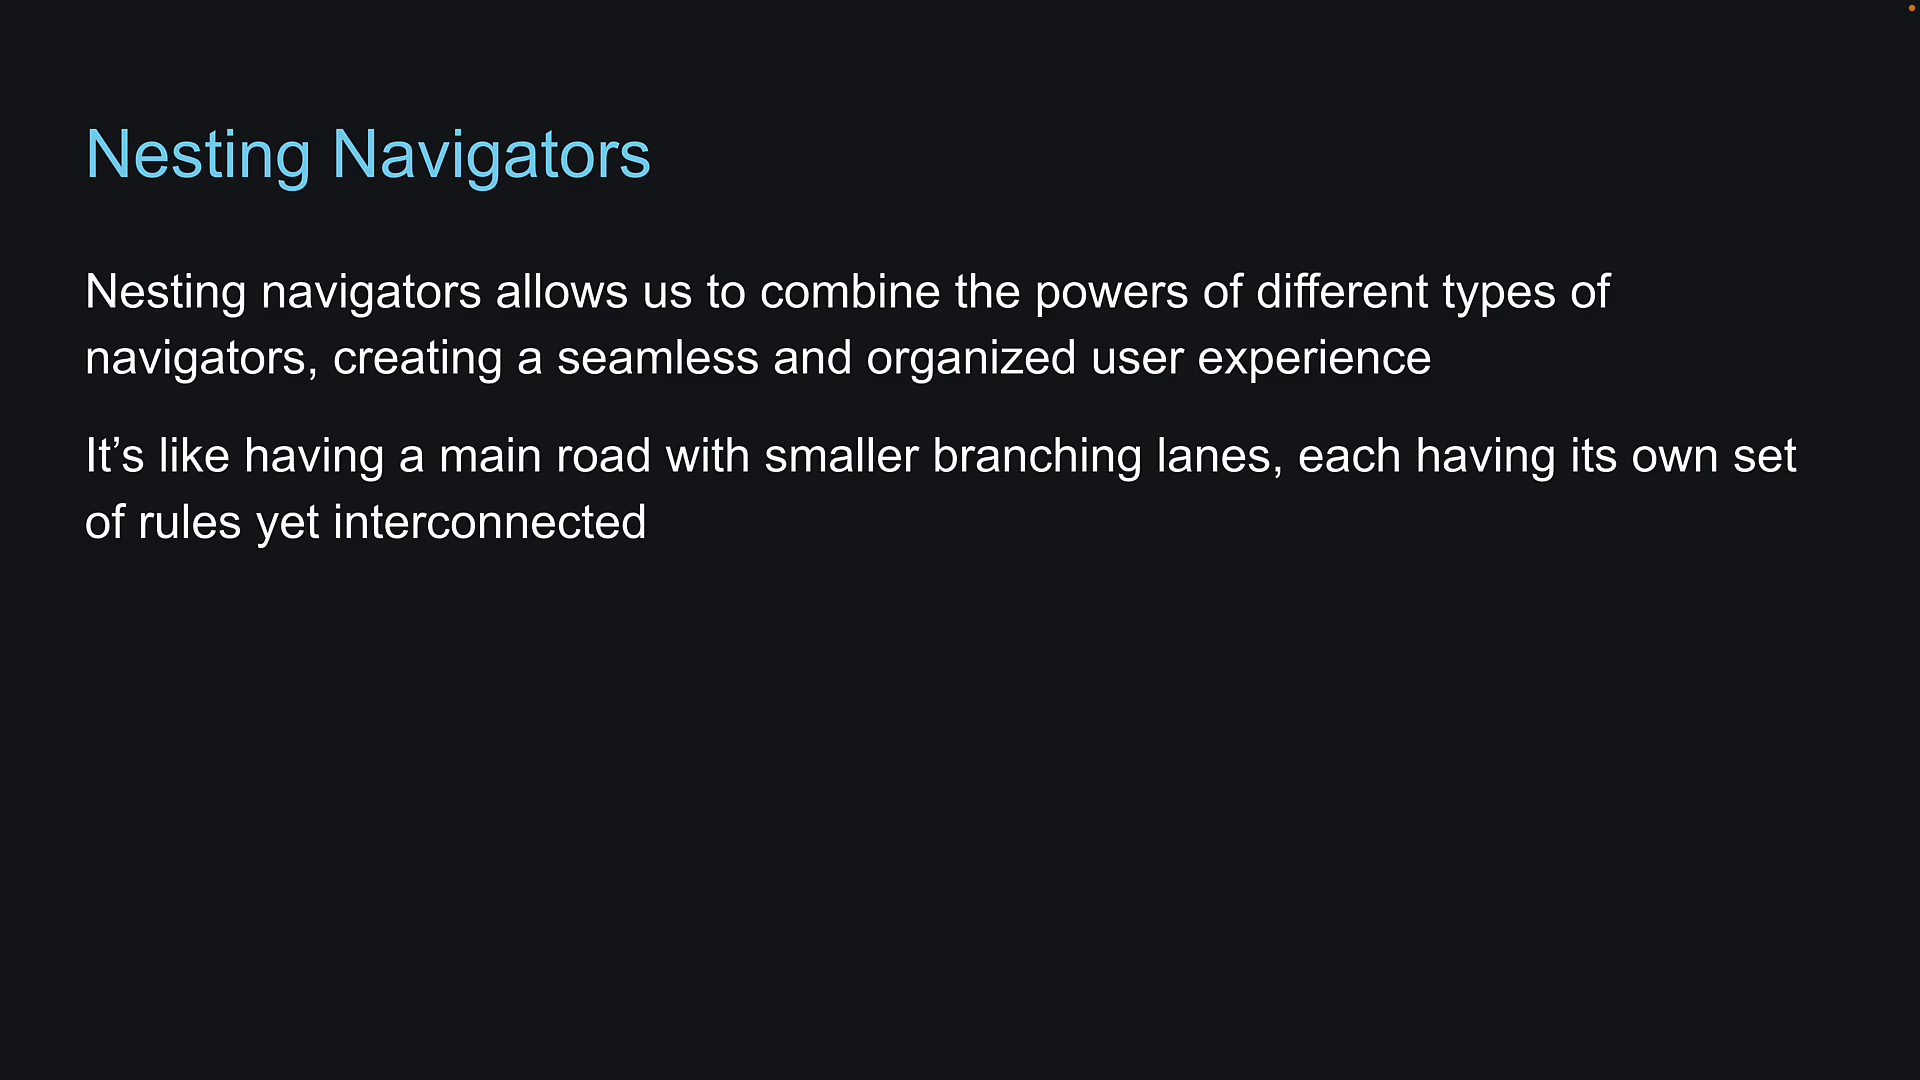 Nesting Navigators
Nesting navigators allows us to combine the powers of different types of
navigators, creating a seamless and organized user experience
It’s like having a main road with smaller branching lanes, each having its own set
of rules yet interconnected